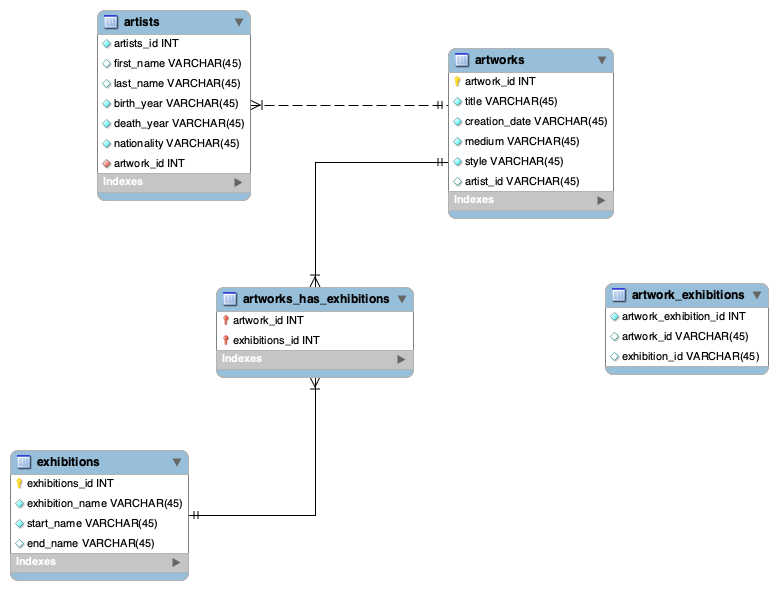 artists
artists_id INT
first_name VARCHAR(45)
last_name VARCHAR(45)
birth_year VARCHAR(45)
death_year VARCHAR(45)
nationality VARCHAR(45)
artwork_id INT
Indexes
artworks
artwork_id INT
title VARCHAR(45)
creation_date VARCHAR(45)
medium VARCHAR(45)
style VARCHAR(45)
artist_id VARCHAR(45)
Indexes
artworks_has_exhibitions
artwork_id INT
exhibitions_id INT
Indexes
artwork_exhibitions
artwork_exhibition_id INT
artwork_id VARCHAR(45)
exhibition_id VARCHAR(45)
exhibitions
exhibitions_id INT
exhibition_name VARCHAR(45)
start_name VARCHAR(45)
end_name VARCHAR(45)
Indexes